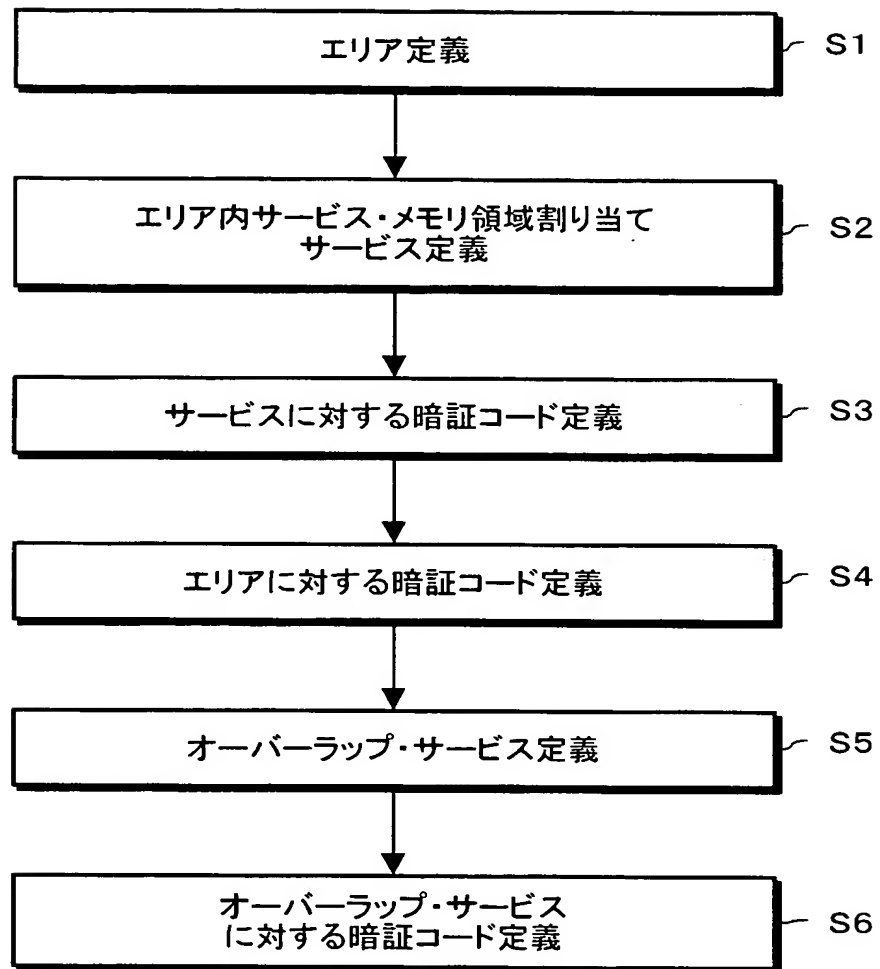 エリア定義
S1
エリア内サービス・メモリ領域割り当て
サービス定義
S2
サービスに対する暗証コード定義
S3
エリアに対する暗証コード定義
S4
オーバーラップ・サービス定義
S5
オーバーラップ・サービス
に対する暗証コード定義
S6